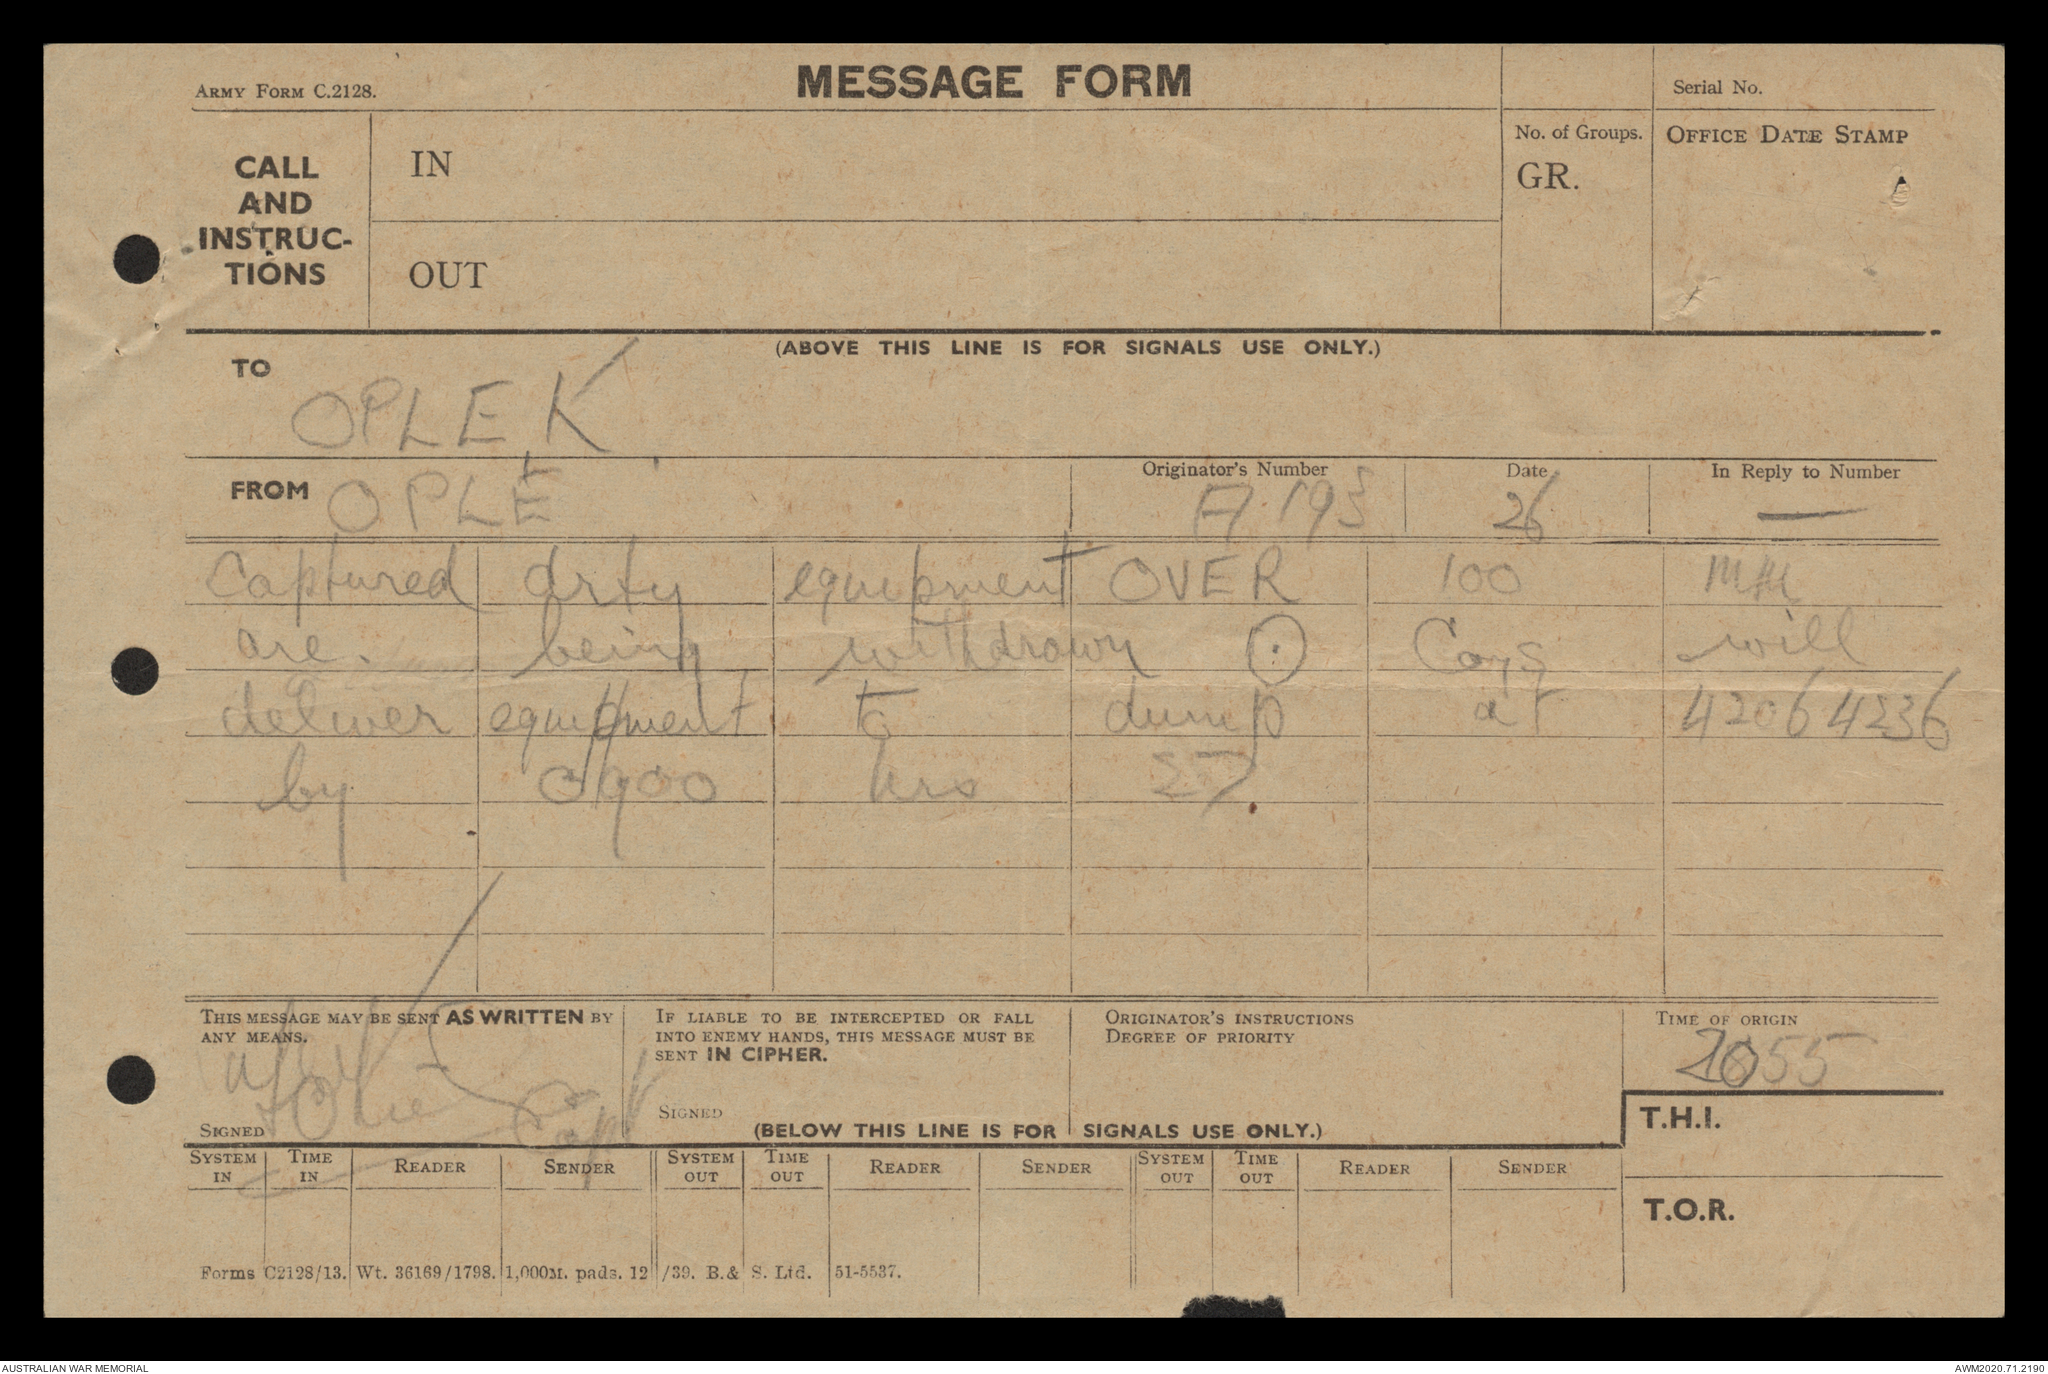 ARMY FORM C.2128.
MESSAGE FORM
Serial No.
CALL AND INSTRUC-TIONS
IN
OUT
No. of Groups.
GR.
OFFICE DATE STAMP
(ABOVE THIS LINE IS FOR SIGNALS USE ONLY.)
TO
OPLE K.
FROM OPLE
Originator's Number
A.193
Date
26
In Reply to Number
—
Captured arty equipment OVER 100 MM
are. being withdrawn ⊙ Coys will
deliver equipment to dump at 42064236
by 0900 hrs 27.
THIS MESSAGE MAY BE SENT AS WRITTEN BY
ANY MEANS.
SIGNED
Capt
IF LIABLE TO BE INTERCEPTED OR FALL
INTO ENEMY HANDS, THIS MESSAGE MUST BE
SENT IN CIPHER.
SIGNED
ORIGINATOR'S INSTRUCTIONS
DEGREE OF PRIORITY
TIME OF ORIGIN
2055
(BELOW THIS LINE IS FOR SIGNALS USE ONLY.)
T.H.I.
T.O.R.
SYSTEM IN TIME IN READER SENDER SYSTEM OUT TIME OUT READER SENDER SYSTEM OUT TIME OUT READER SENDER
Forms C2128/13. Wt. 36169/1798. 1,000M. pads. 12/39. B.& S. Ltd. 51-5537.
AUSTRALIAN WAR MEMORIAL
AWM2020.71.2190